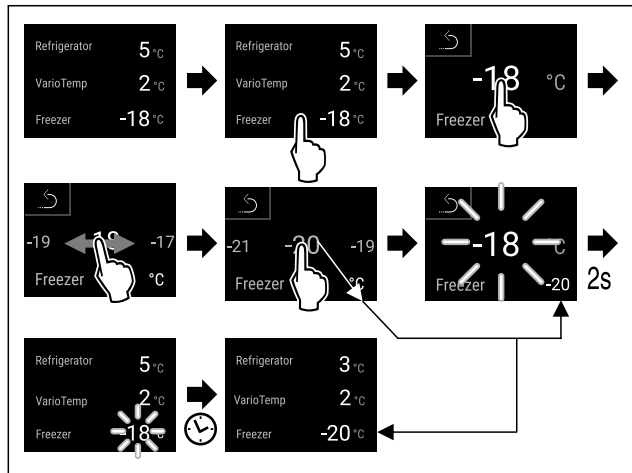 Refrigerator 5 °C
VarioTemp 2 °C
Freezer -18 °C
Refrigerator 5 °C
VarioTemp 2 °C
Freezer -18 °C
-18 °C
Freezer
-19 -17
Freezer °C
-21 -20 -19
Freezer °C
-18 °C
Freezer -20
2s
Refrigerator 5 °C
VarioTemp 2 °C
Freezer -18
Refrigerator 3 °C
VarioTemp 2 °C
Freezer -20 °C